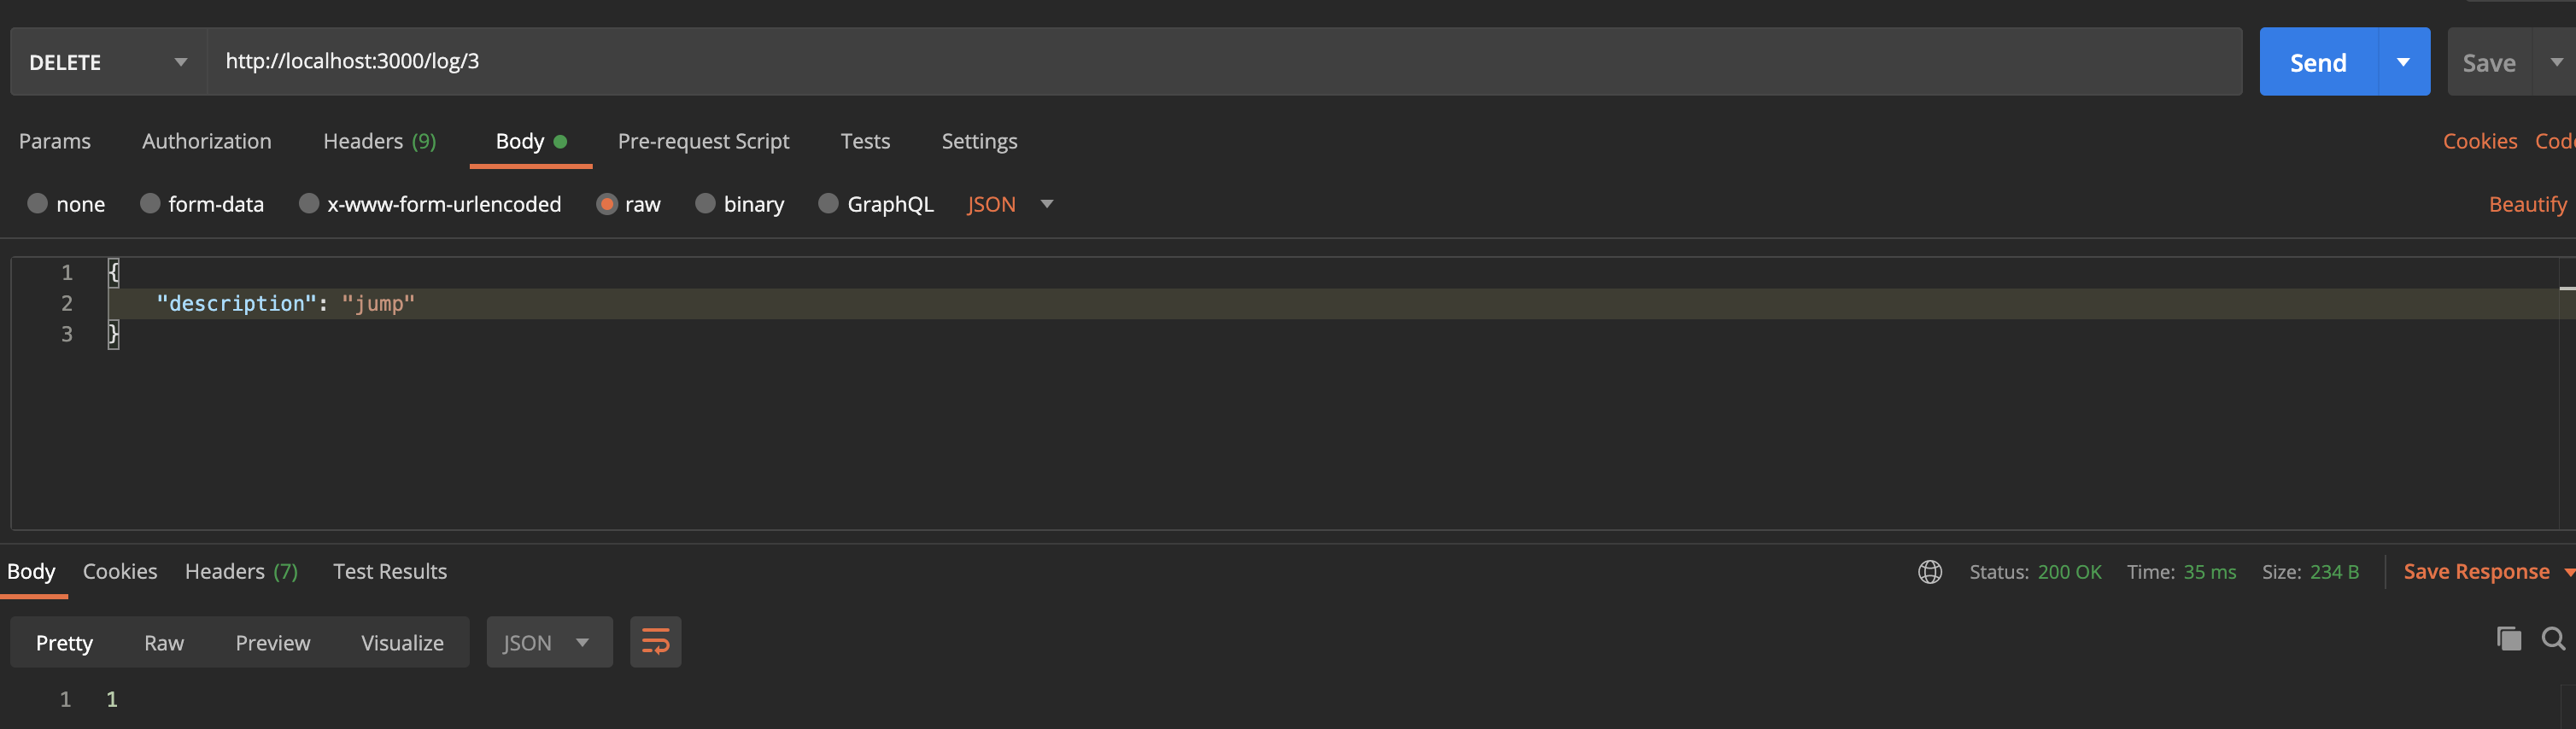 DELETE http://localhost:3000/log/3 Send Save
Params Authorization Headers (9) Body Pre-request Script Tests Settings Cookies Code
none form-data x-www-form-urlencoded raw binary GraphQL JSON Beautify
1 {
2 "description": "jump"
3 }
Body Cookies Headers (7) Test Results Status: 200 OK Time: 35 ms Size: 234 B Save Response
Pretty Raw Preview Visualize JSON
1 1